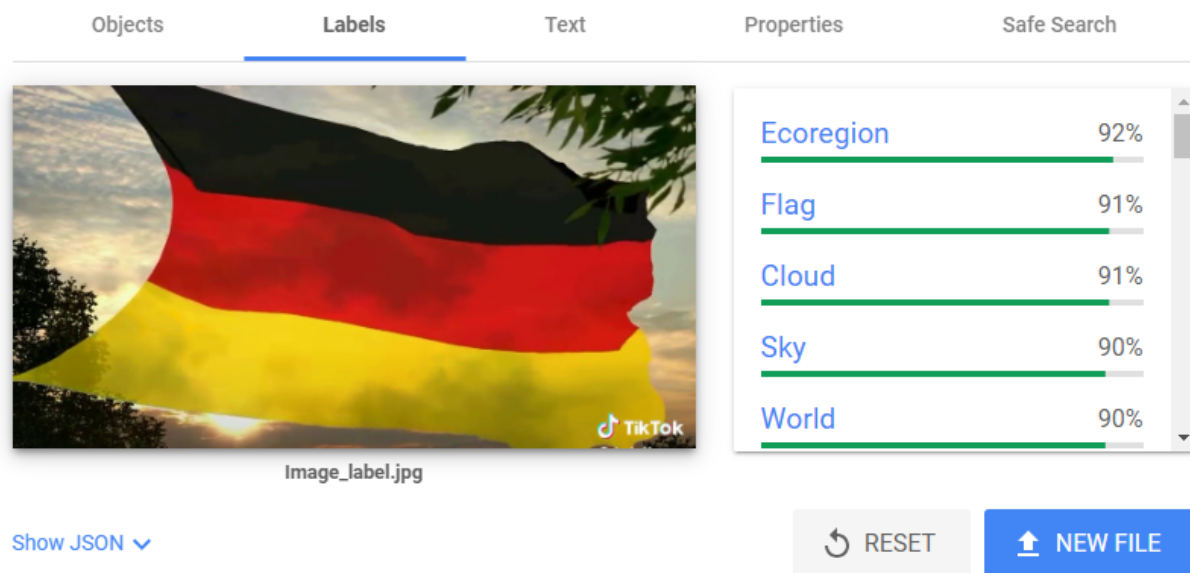 Objects Labels Text Properties Safe Search
Ecoregion 92%
Flag 91%
Cloud 91%
Sky 90%
World 90%
TikTok
Image_label.jpg
Show JSON RESET NEW FILE